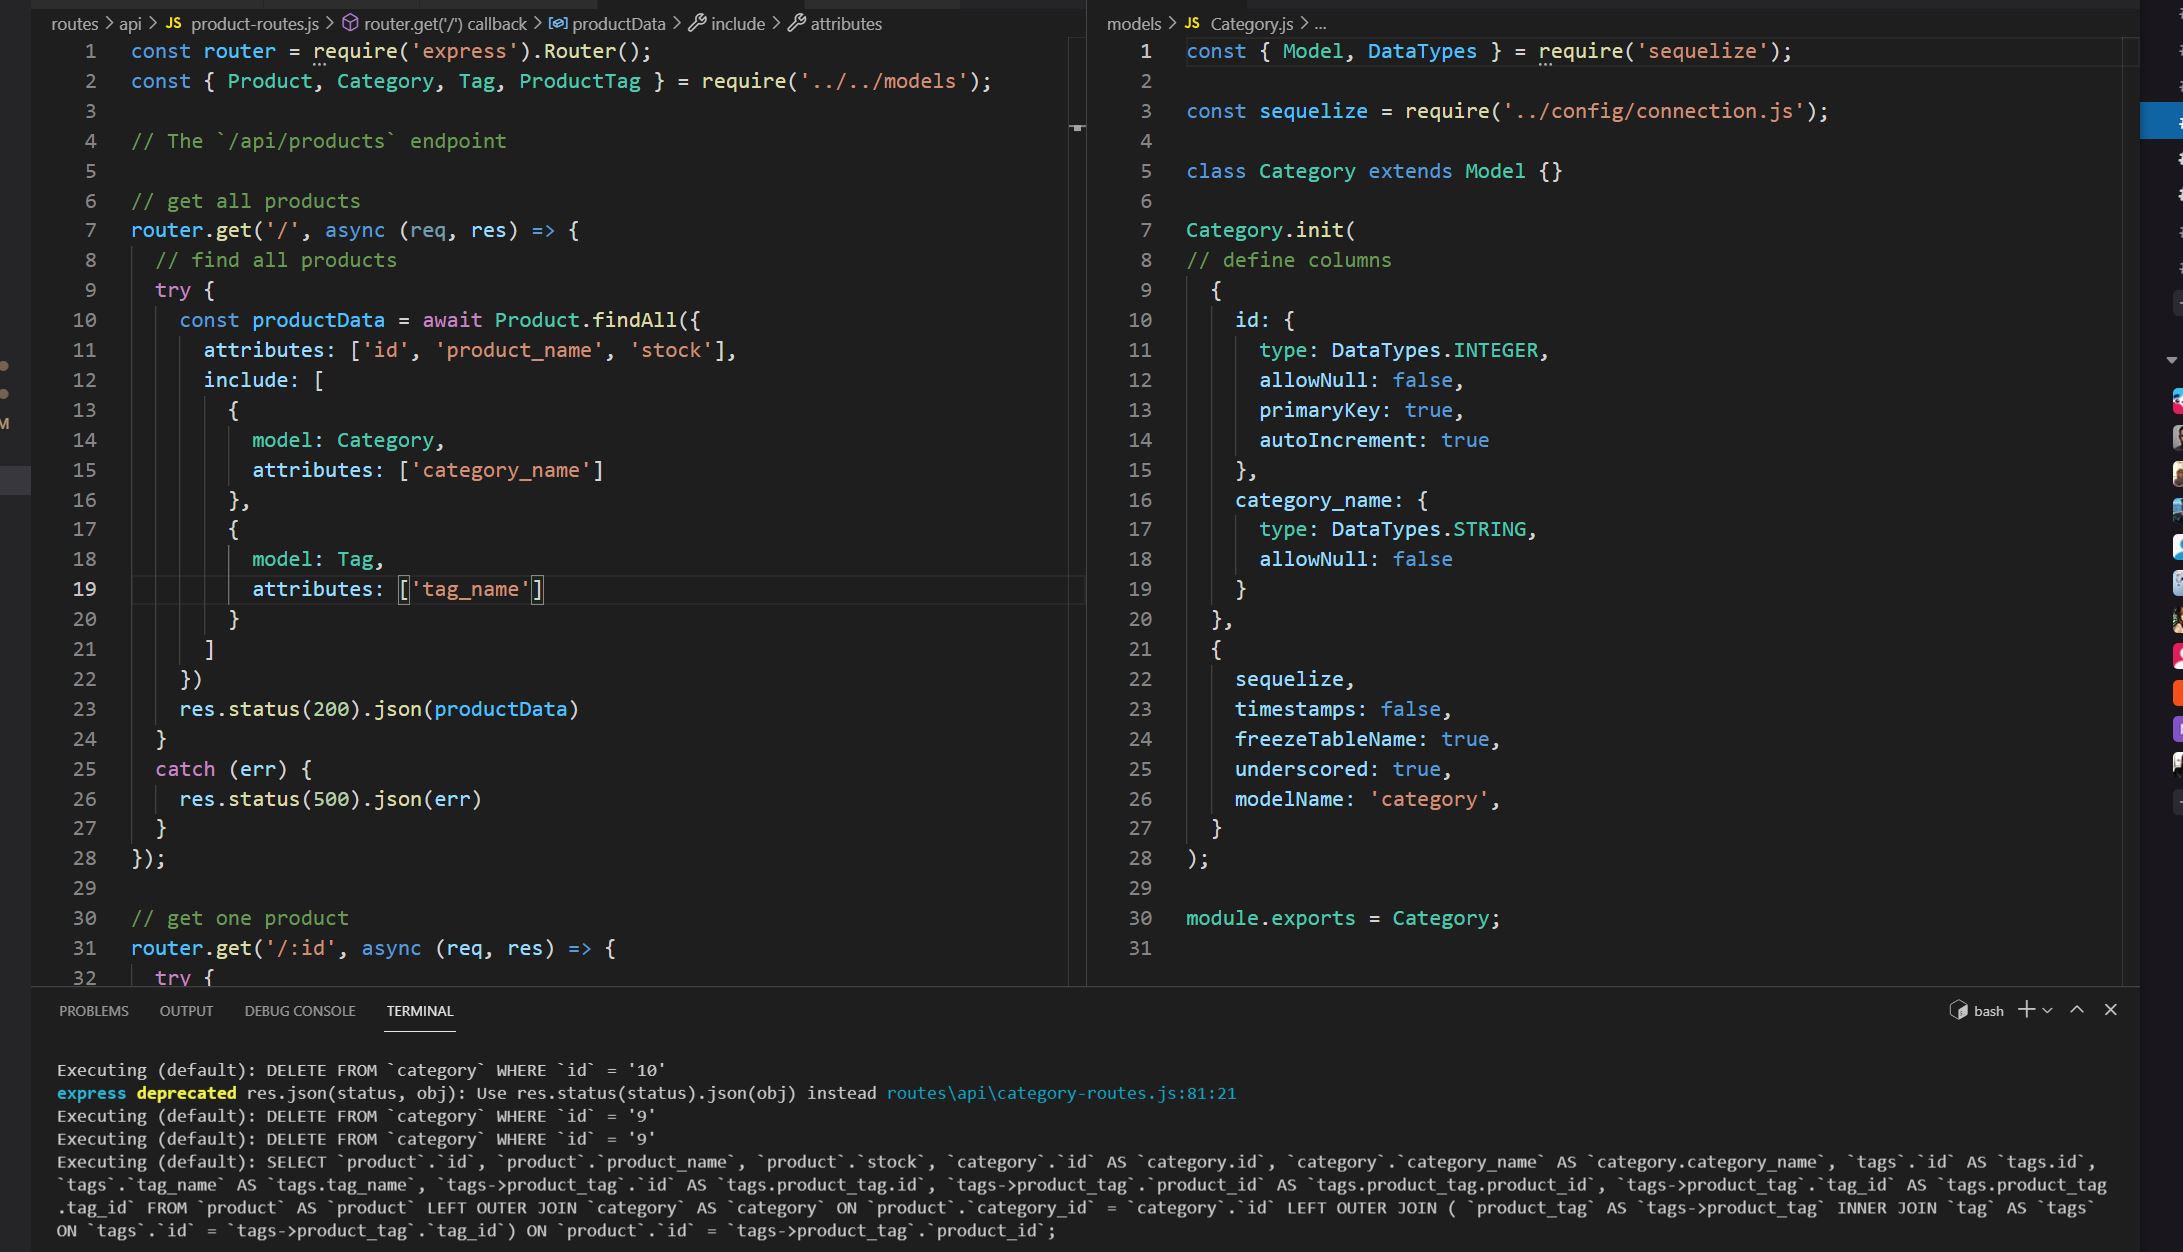 routes > api > JS product-routes.js > router.get('/') callback > productData > include > attributes
1 const router = require('express').Router();
2 const { Product, Category, Tag, ProductTag } = require('../../models');
3
4 // The `/api/products` endpoint
5
6 // get all products
7 router.get('/', async (req, res) => {
8 // find all products
9 try {
10 const productData = await Product.findAll({
11 attributes: ['id', 'product_name', 'stock'],
12 include: [
13 {
14 model: Category,
15 attributes: ['category_name']
16 },
17 {
18 model: Tag,
19 attributes: ['tag_name']
20 }
21 ]
22 })
23 res.status(200).json(productData)
24 }
25 catch (err) {
26 res.status(500).json(err)
27 }
28 });
29
30 // get one product
31 router.get('/:id', async (req, res) => {
32 try {
models > JS Category.js > ...
1 const { Model, DataTypes } = require('sequelize');
2
3 const sequelize = require('../config/connection.js');
4
5 class Category extends Model {}
6
7 Category.init(
8 // define columns
9 {
10 id: {
11 type: DataTypes.INTEGER,
12 allowNull: false,
13 primaryKey: true,
14 autoIncrement: true
15 },
16 category_name: {
17 type: DataTypes.STRING,
18 allowNull: false
19 }
20 },
21 {
22 sequelize,
23 timestamps: false,
24 freezeTableName: true,
25 underscored: true,
26 modelName: 'category',
27 }
28 );
29
30 module.exports = Category;
31
M
PROBLEMS OUTPUT DEBUG CONSOLE TERMINAL bash
Executing (default): DELETE FROM `category` WHERE `id` = '10'
express deprecated res.json(status, obj): Use res.status(status).json(obj) instead routes\api\category-routes.js:81:21
Executing (default): DELETE FROM `category` WHERE `id` = '9'
Executing (default): DELETE FROM `category` WHERE `id` = '9'
Executing (default): SELECT `product`.`id`, `product`.`product_name`, `product`.`stock`, `category`.`id` AS `category.id`, `category`.`category_name` AS `category.category_name`, `tags`.`id` AS `tags.id`,
`tags`.`tag_name` AS `tags.tag_name`, `tags->product_tag`.`id` AS `tags.product_tag.id`, `tags->product_tag`.`product_id` AS `tags.product_tag.product_id`, `tags->product_tag`.`tag_id` AS `tags.product_tag
.tag_id` FROM `product` AS `product` LEFT OUTER JOIN `category` AS `category` ON `product`.`category_id` = `category`.`id` LEFT OUTER JOIN ( `product_tag` AS `tags->product_tag` INNER JOIN `tag` AS `tags`
ON `tags`.`id` = `tags->product_tag`.`tag_id`) ON `product`.`id` = `tags->product_tag`.`product_id`;